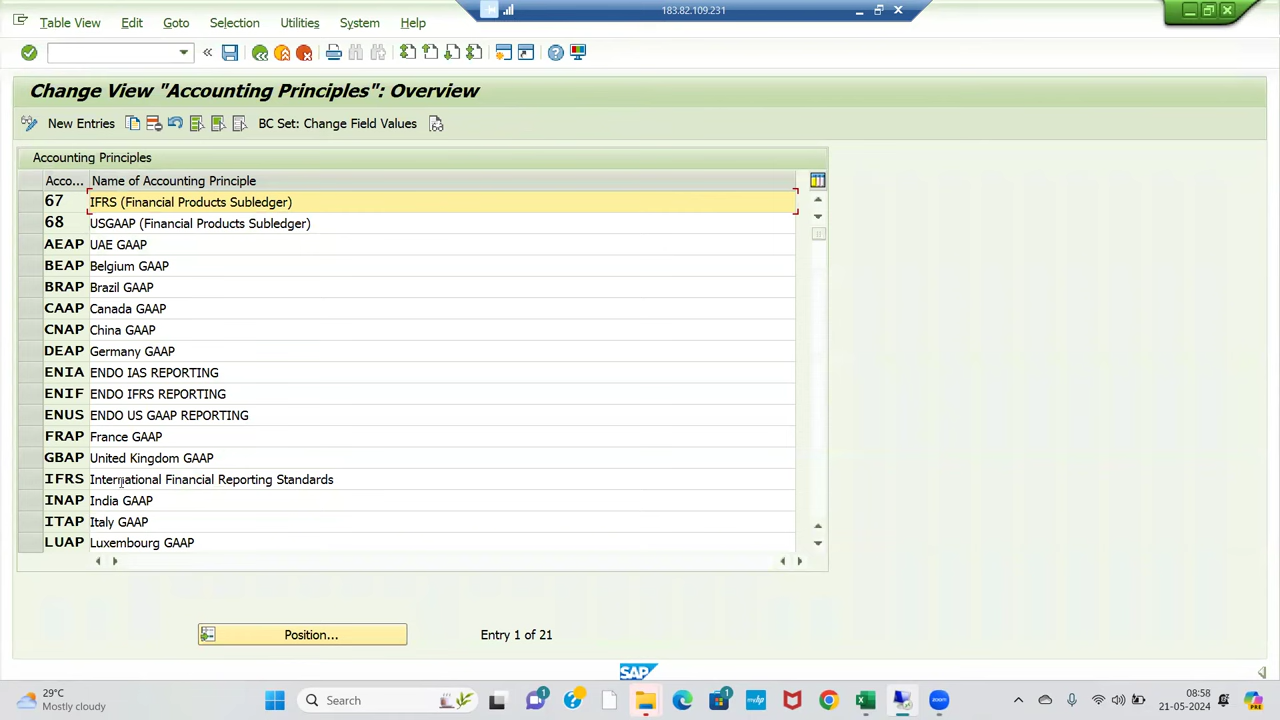 183.82.109.231
Table View Edit Goto Selection Utilities System Help
Change View "Accounting Principles": Overview
New Entries BC Set: Change Field Values
Accounting Principles
Acco... Name of Accounting Principle
67 IFRS (Financial Products Subledger)
68 USGAAP (Financial Products Subledger)
AEAP UAE GAAP
BEAP Belgium GAAP
BRAP Brazil GAAP
CAAP Canada GAAP
CNAP China GAAP
DEAP Germany GAAP
ENIA ENDO IAS REPORTING
ENIF ENDO IFRS REPORTING
ENUS ENDO US GAAP REPORTING
FRAP France GAAP
GBAP United Kingdom GAAP
IFRS International Financial Reporting Standards
INAP India GAAP
ITAP Italy GAAP
LUAP Luxembourg GAAP
Position... Entry 1 of 21
SAP
29°C
Mostly cloudy
Search
1
1
myhp
zoom
08:58
21-05-2024
PRE